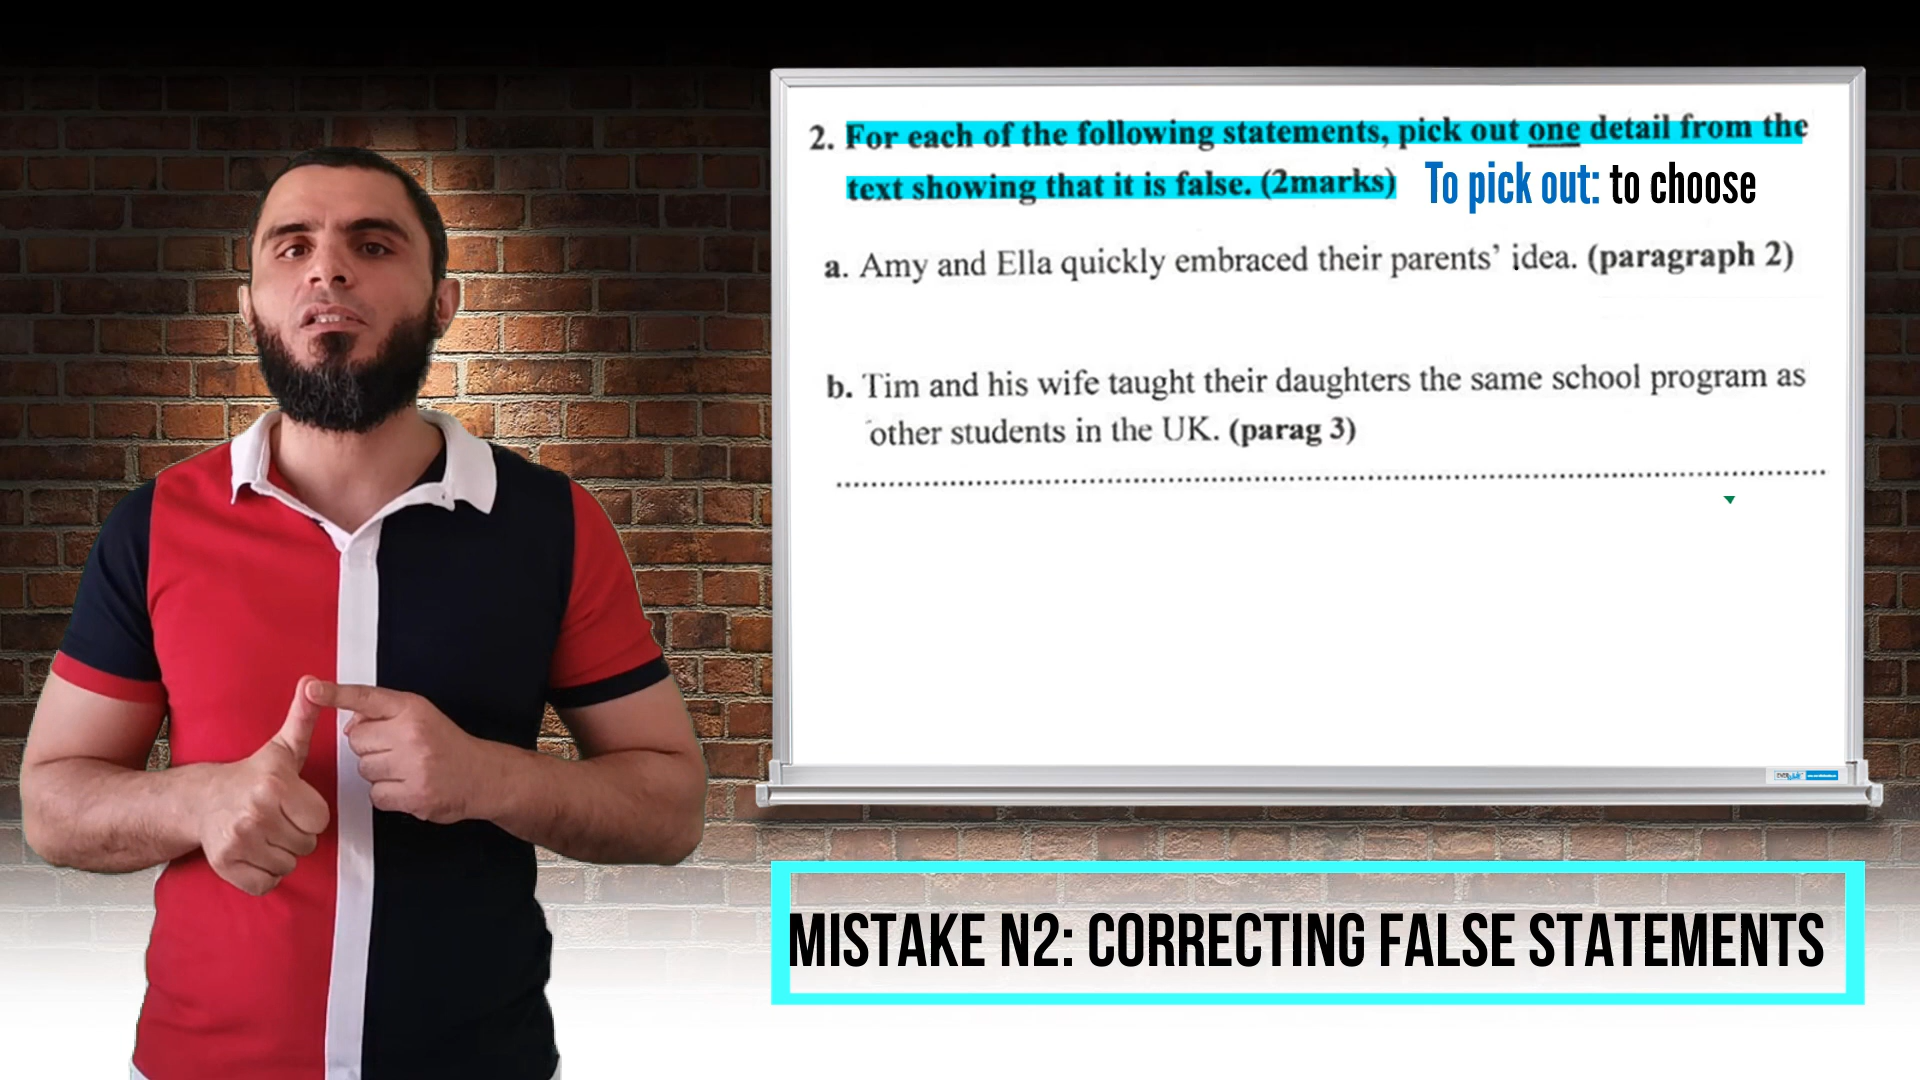 2. For each of the following statements, pick out one detail from the
text showing that it is false. (2marks) To pick out: to choose
a. Amy and Ella quickly embraced their parents' idea. (paragraph 2)
b. Tim and his wife taught their daughters the same school program as
other students in the UK. (parag 3)
MISTAKE N2: CORRECTING FALSE STATEMENTS